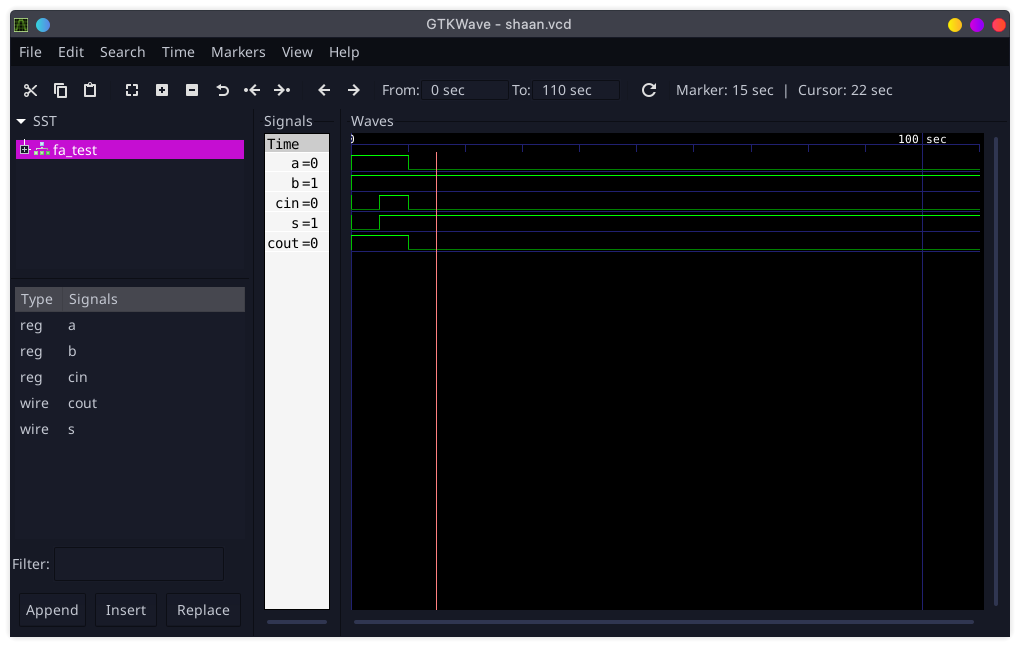 GTKWave - shaan.vcd
File Edit Search Time Markers View Help
From: 0 sec To: 110 sec Marker: 15 sec | Cursor: 22 sec
SST
fa_test
Type Signals
reg a
reg b
reg cin
wire cout
wire s
Filter:
Append Insert Replace
Signals
Time
a=0
b=1
cin=0
s=1
cout=0
Waves
0 100 sec